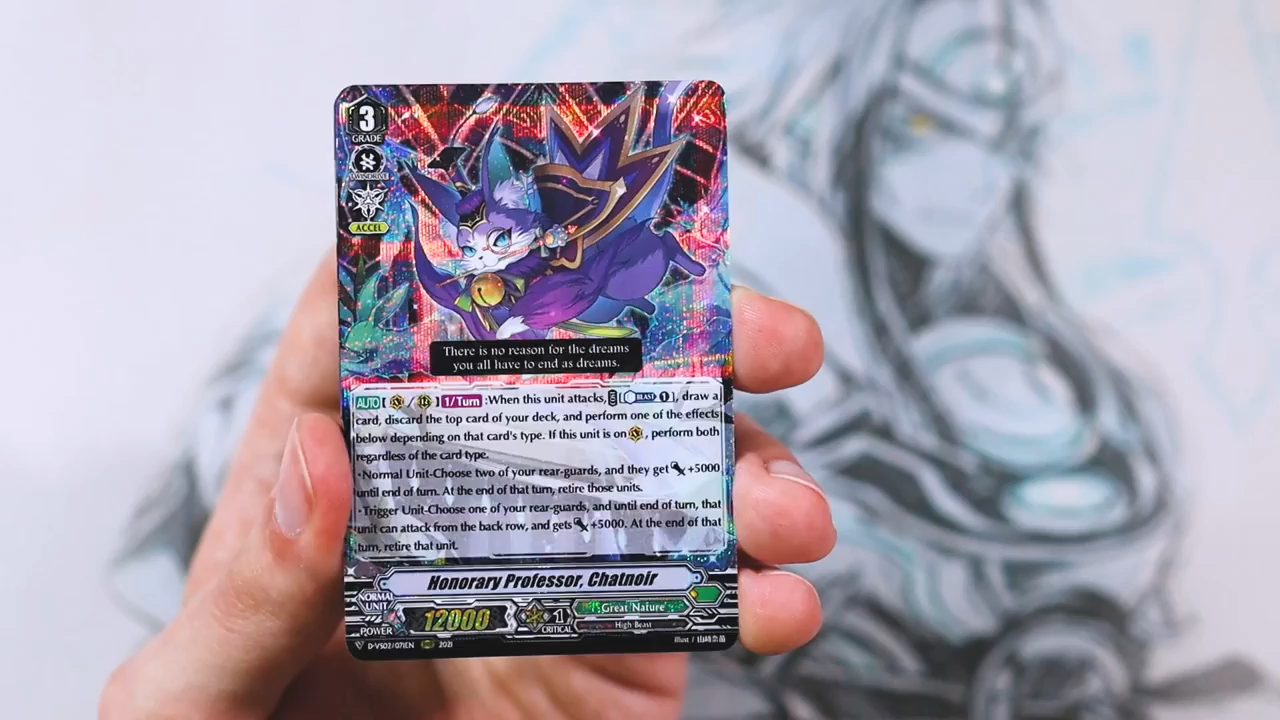 3
GRADE
TWINDRIVE
ACCEL
There is no reason for the dreams
you all have to end as dreams.
AUTO [ / ] 1/Turn :When this unit attacks, [ BLAST 1 ], draw a
card, discard the top card of your deck, and perform one of the effects
below depending on that card's type. If this unit is on , perform both
regardless of the card type.
・Normal Unit-Choose two of your rear-guards, and they get +5000
until end of turn. At the end of that turn, retire those units.
・Trigger Unit-Choose one of your rear-guards, and until end of turn, that
unit can attack from the back row, and gets +5000. At the end of that
turn, retire that unit.
Honorary Professor, Chatnoir
NORMAL
UNIT
POWER 12000 1 CRITICAL
Great Nature
High Beast
V D-VS02/071EN 2021 Illust /